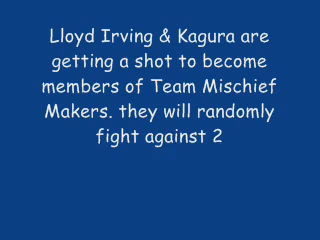 Lloyd Irving & Kagura are
getting a shot to become
members of Team Mischief
Makers. they will randomly
fight against 2